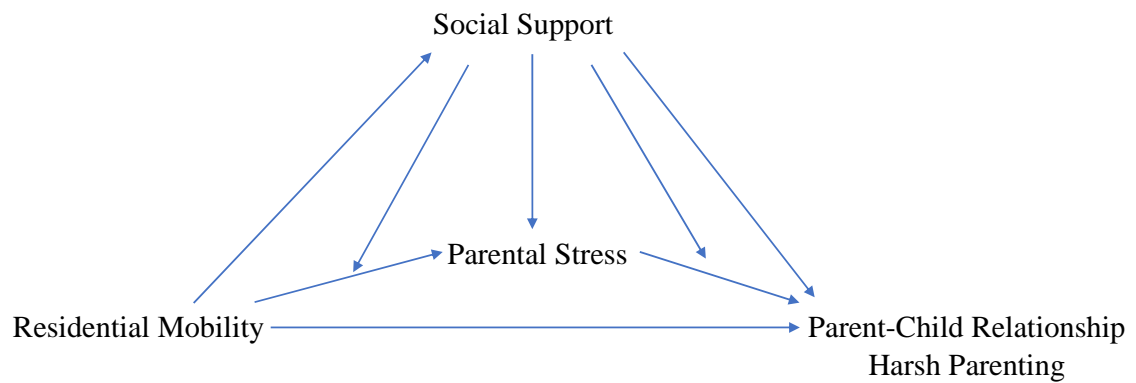 Social Support
Parental Stress
Residential Mobility
Parent-Child Relationship
Harsh Parenting